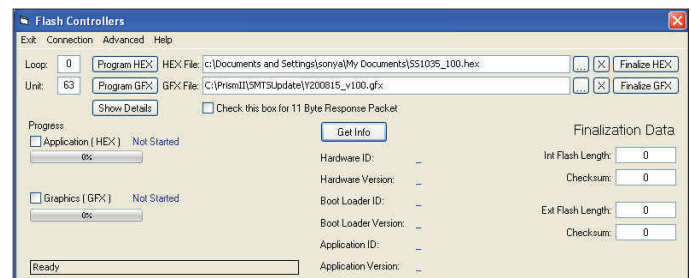 Flash Controllers
Exit Connection Advanced Help
Loop: 0 Program HEX HEX File: c:\Documents and Settings\sonya\My Documents\SS1035_100.hex ... X Finalize HEX
Unit: 63 Program GFX GFX File: C:\PrismII\SMTSUpdate\Y200815_v100.gfx ... X Finalize GFX
Show Details Check this box for 11 Byte Response Packet
Progress Get Info Finalization Data
Application ( HEX ) Not Started
0% Hardware ID: _ Int Flash Length: 0
Hardware Version: _ Checksum: 0
Graphics ( GFX ) Not Started Boot Loader ID: _
0% Boot Loader Version: _ Ext Flash Length: 0
Application ID: _ Checksum: 0
Ready Application Version: _